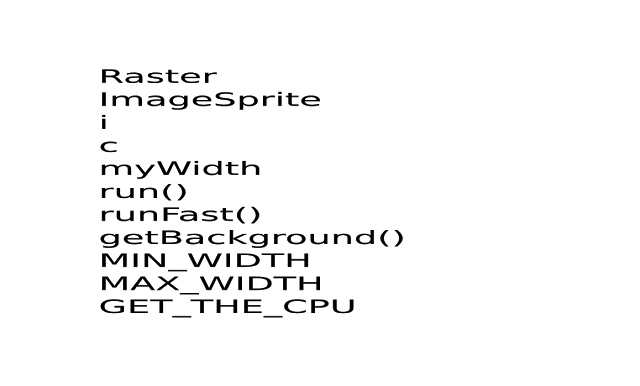 Raster
ImageSprite
i
c
myWidth
run()
runFast()
getBackground()
MIN_WIDTH
MAX_WIDTH
GET_THE_CPU